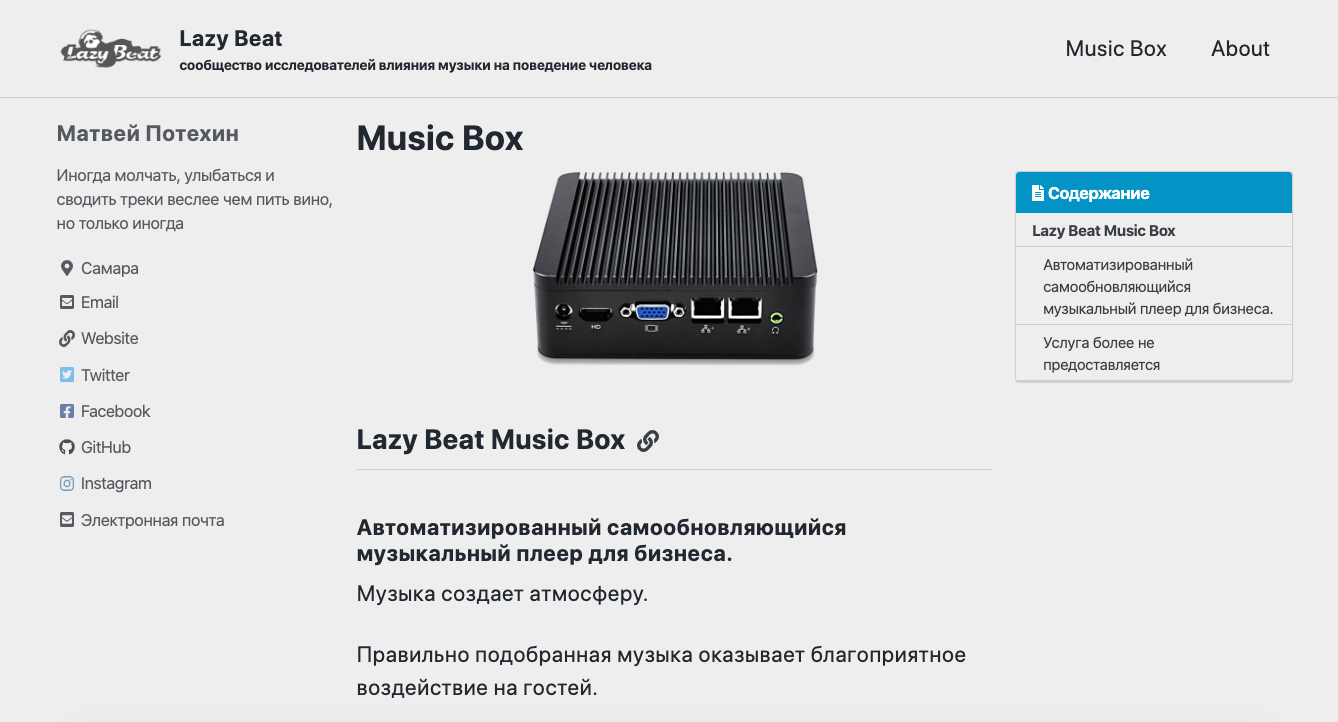 Lazy Beat
Lazy Beat
сообщество исследователей влияния музыки на поведение человека
Music Box
About
Матвей Потехин
Иногда молчать, улыбаться и
сводить треки веселее чем пить вино,
но только иногда
Самара
Email
Website
Twitter
Facebook
GitHub
Instagram
Электронная почта
Music Box
HD
Lazy Beat Music Box
Автоматизированный самообновляющийся
музыкальный плеер для бизнеса.
Музыка создает атмосферу.
Правильно подобранная музыка оказывает благоприятное
воздействие на гостей.
Содержание
Lazy Beat Music Box
Автоматизированный
самообновляющийся
музыкальный плеер для бизнеса.
Услуга более не
предоставляется